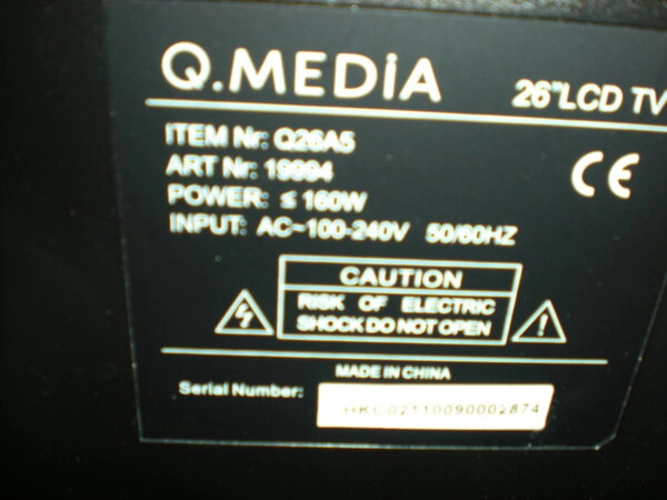 Q.MEDiA
26"LCD TV
ITEM Nr: Q26A5
ART Nr: 19994
POWER: ≤ 160W
INPUT: AC~100-240V 50/60HZ
CE
CAUTION
RISK OF ELECTRIC
SHOCK DO NOT OPEN
MADE IN CHINA
Serial Number:
HKC02110090002874